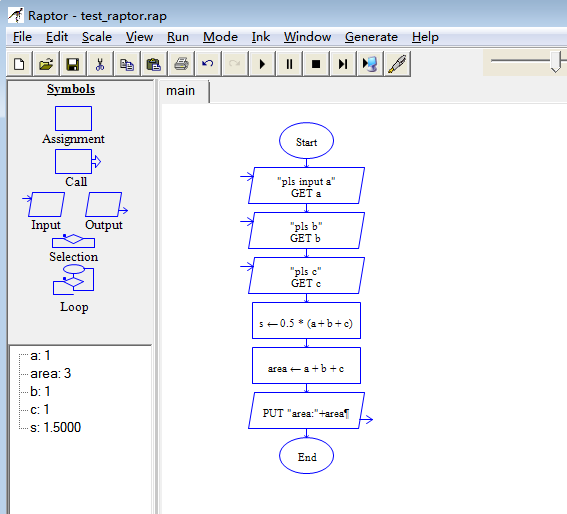 Raptor - test_raptor.rap
File Edit Scale View Run Mode Ink Window Generate Help
Symbols
Assignment
Call
Input Output
Selection
Loop
a: 1
area: 3
b: 1
c: 1
s: 1.5000
main
Start
"pls input a"
GET a
"pls b"
GET b
"pls c"
GET c
s ← 0.5 * (a + b + c)
area ← a + b + c
PUT "area:"+area¶
End